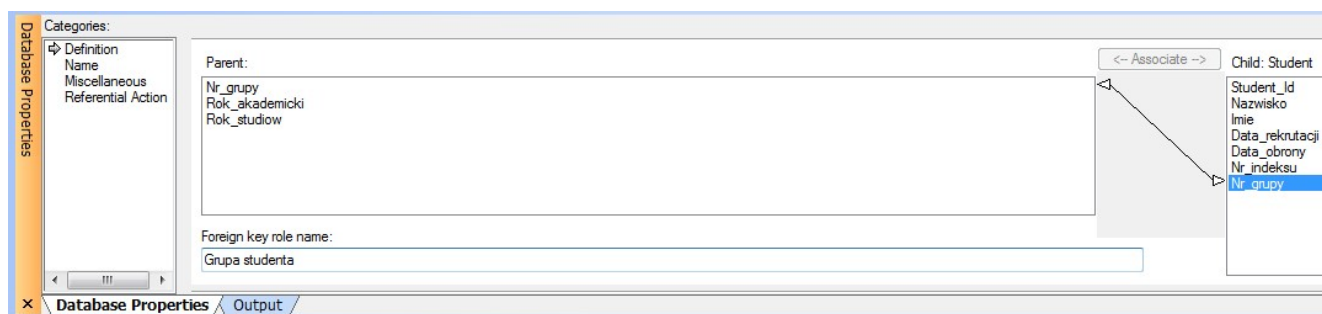 Database Properties
Categories:
Definition
Name
Miscellaneous
Referential Action
Parent:
Nr_grupy
Rok_akademicki
Rok_studiow
Foreign key role name:
Grupa studenta
<-- Associate -->
Child: Student
Student_Id
Nazwisko
Imie
Data_rekrutacji
Data_obrony
Nr_indeksu
Nr_grupy
Database Properties
Output